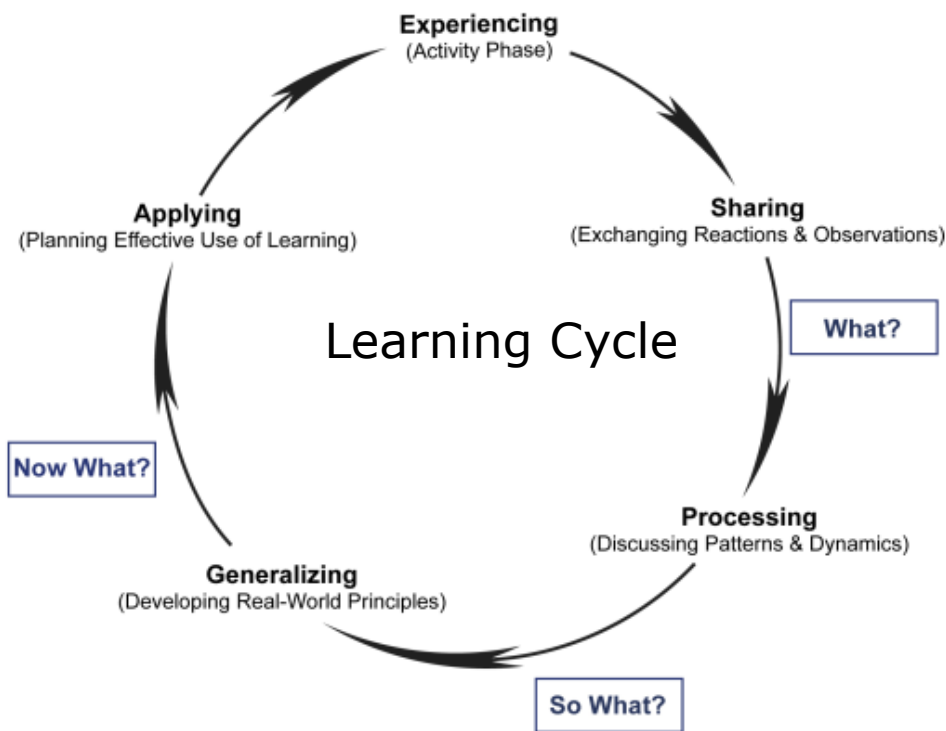 Experiencing
(Activity Phase)
Sharing
(Exchanging Reactions & Observations)
What?
Processing
(Discussing Patterns & Dynamics)
So What?
Generalizing
(Developing Real-World Principles)
Now What?
Applying
(Planning Effective Use of Learning)
Learning Cycle